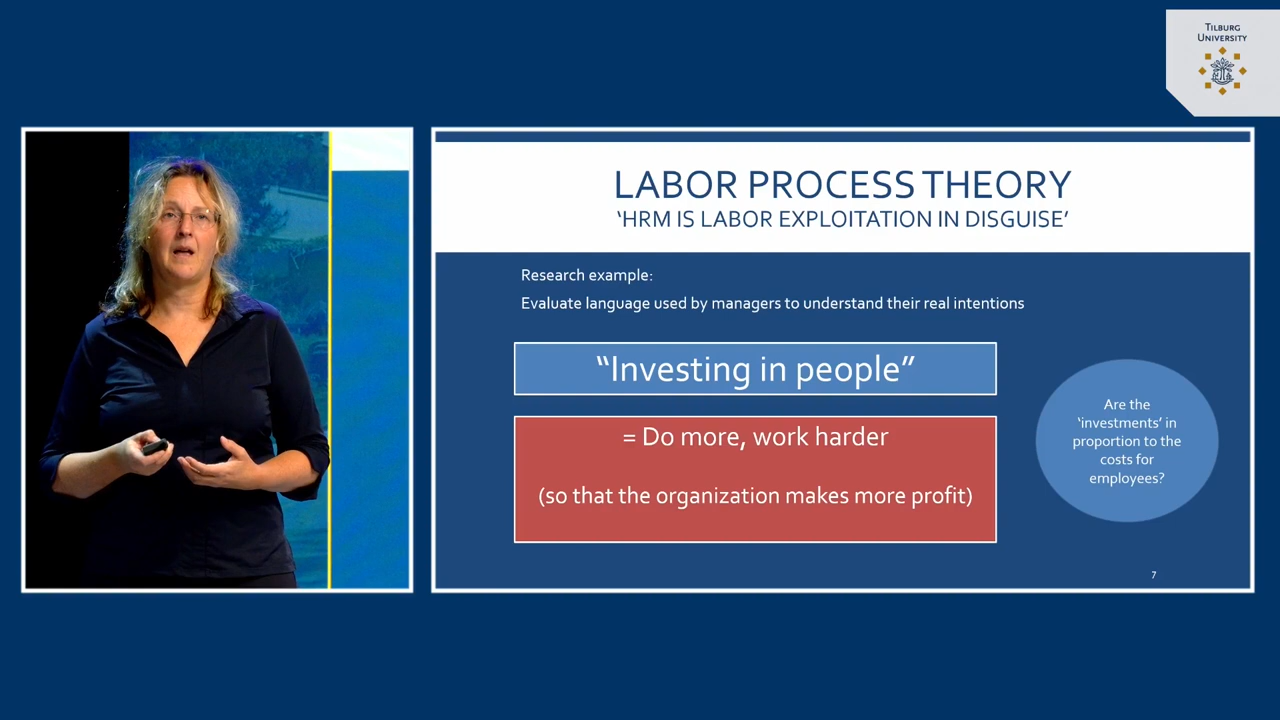 TILBURG
UNIVERSITY
LABOR PROCESS THEORY
‘HRM IS LABOR EXPLOITATION IN DISGUISE’
Research example:
Evaluate language used by managers to understand their real intentions
“Investing in people”
= Do more, work harder
(so that the organization makes more profit)
Are the
‘investments’ in
proportion to the
costs for
employees?
7